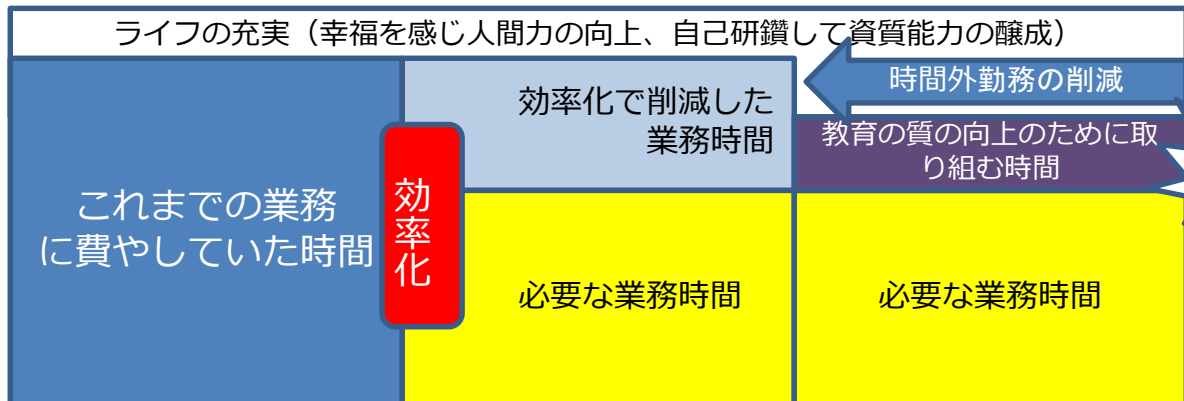 ライフの充実（幸福を感じ人間力の向上、自己研鑽して資質能力の醸成）
これまでの業務
に費やしていた時間
効率化
効率化で削減した
業務時間
必要な業務時間
時間外勤務の削減
教育の質の向上のために取
り組む時間
必要な業務時間